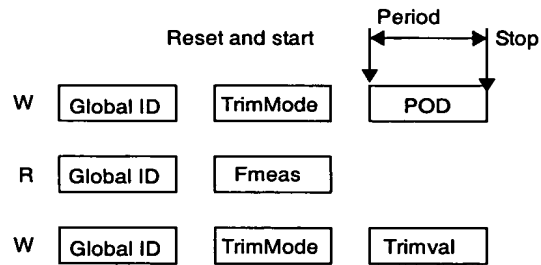 Period
Reset and start Stop
W Global ID TrimMode POD
R Global ID Fmeas
W Global ID TrimMode Trimval